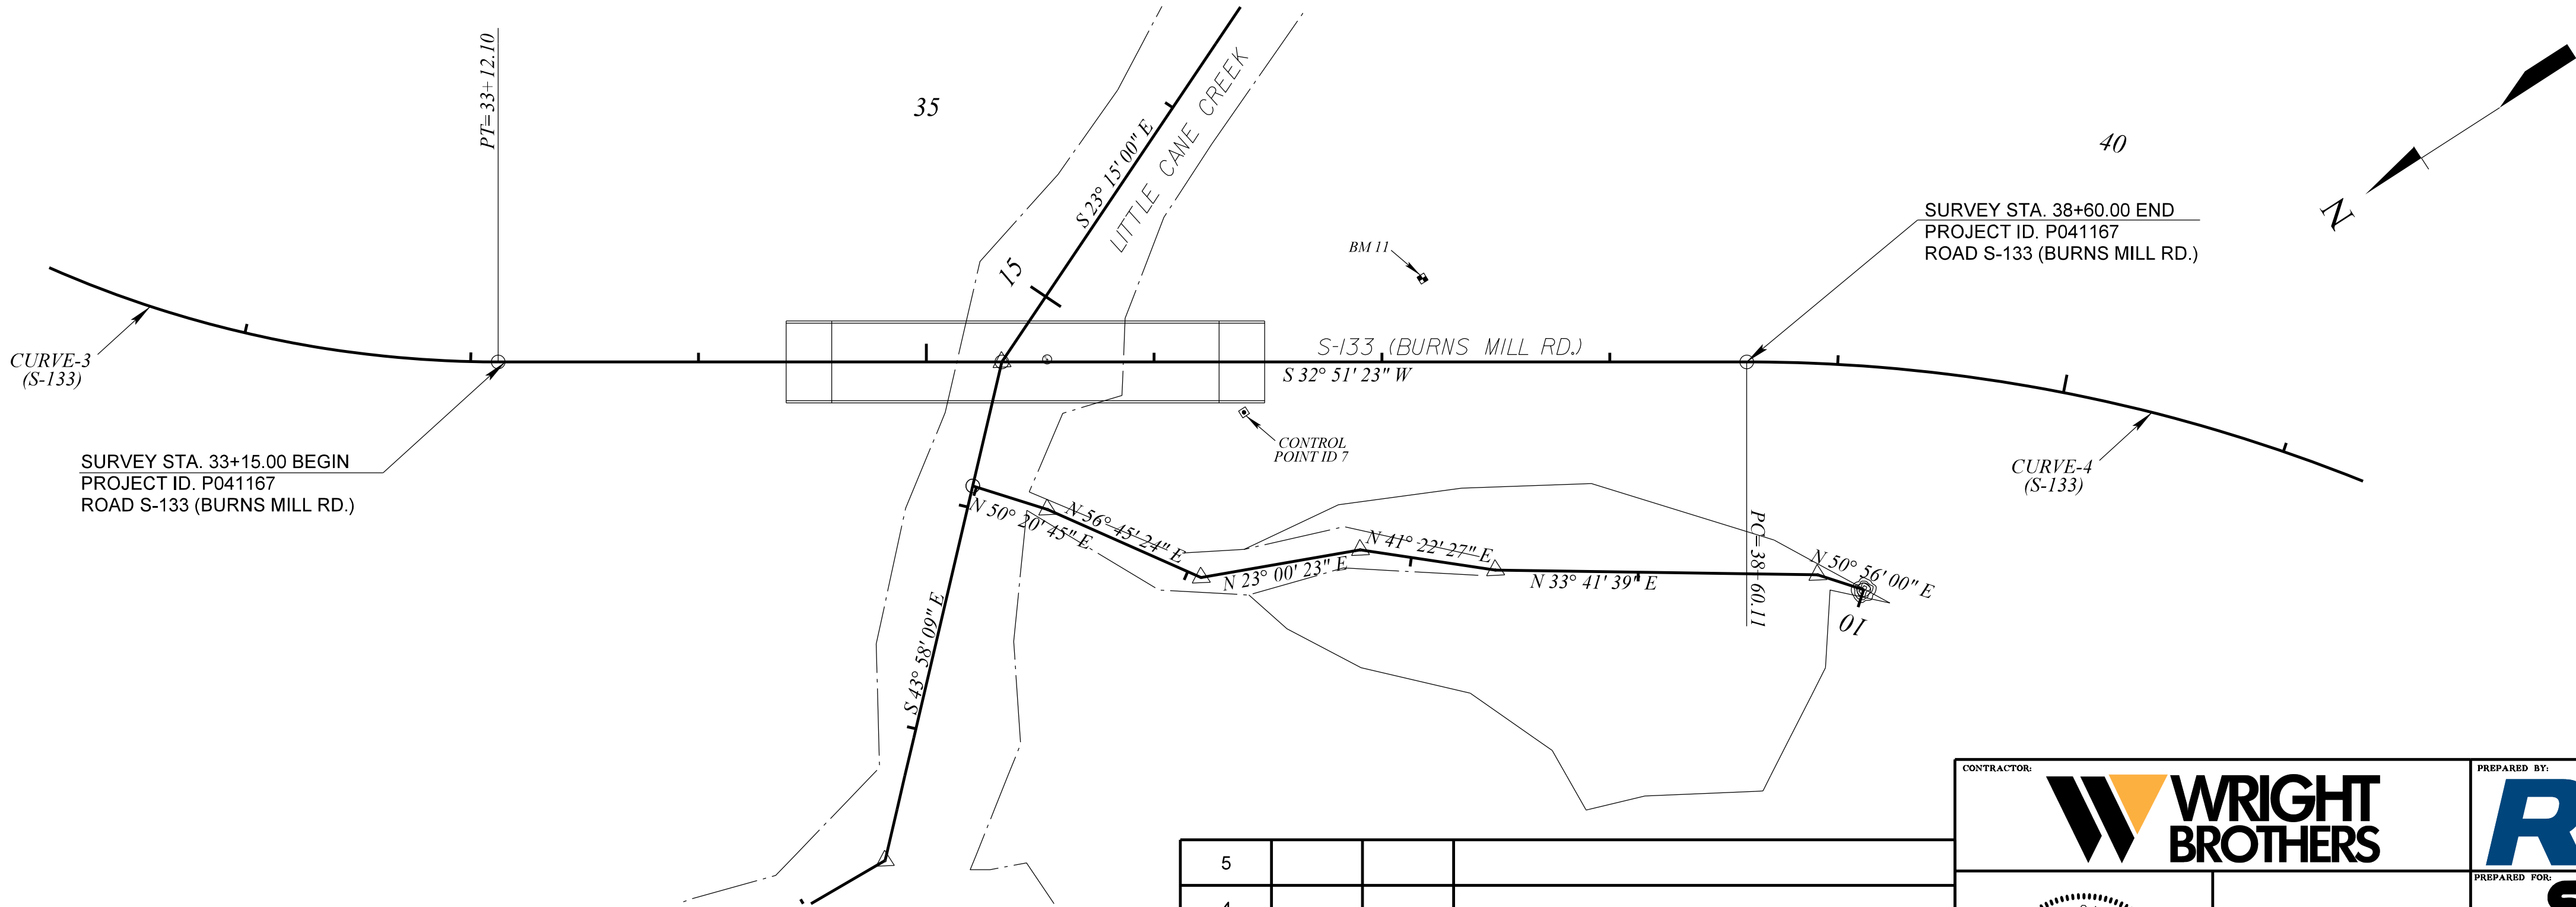 PT= 33+12.10
35
S 23° 15' 00" E
LITTLE CANE CREEK
40
SURVEY STA. 38+60.00 END
PROJECT ID. P041167
ROAD S-133 (BURNS MILL RD.)
N
BM 11
15
CURVE-3
(S-133)
S-133 (BURNS MILL RD.)
S 32° 51' 23" W
SURVEY STA. 33+15.00 BEGIN
PROJECT ID. P041167
ROAD S-133 (BURNS MILL RD.)
CONTROL
POINT ID 7
CURVE-4
(S-133)
N 50° 20' 45" E
N 56° 45' 24" E
N 23° 00' 23" E
N 41° 22' 27" E
N 33° 41' 39" E
PC=38+60.11
N 50° 56' 00" E
10
S 43° 58' 09" E
CONTRACTOR:
WRIGHT
BROTHERS
PREPARED BY:
R
5
PREPARED FOR: